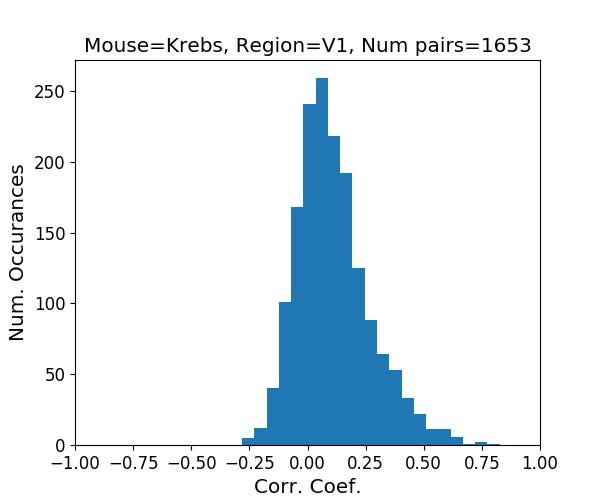 Mouse=Krebs, Region=V1, Num pairs=1653
Num. Occurances
250
200
150
100
50
0
−1.00 −0.75 −0.50 −0.25 0.00 0.25 0.50 0.75 1.00
Corr. Coef.